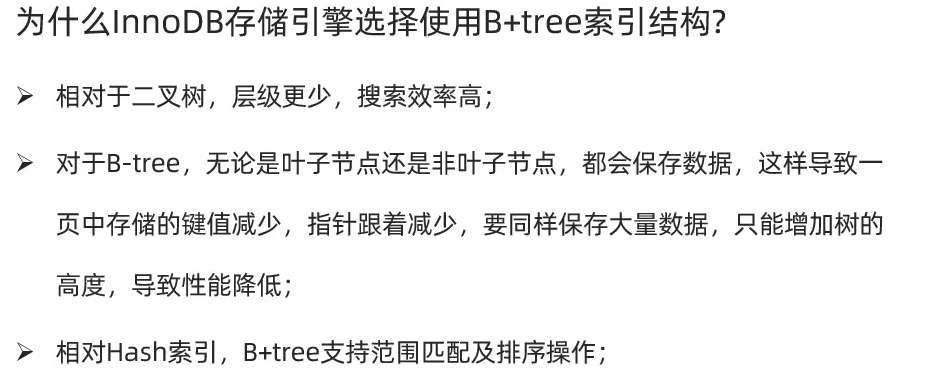 为什么InnoDB存储引擎选择使用B+tree索引结构?
➢ 相对于二叉树，层级更少，搜索效率高；
➢ 对于B-tree，无论是叶子节点还是非叶子节点，都会保存数据，这样导致一
页中存储的键值减少，指针跟着减少，要同样保存大量数据，只能增加树的
高度，导致性能降低；
➢ 相对Hash索引，B+tree支持范围匹配及排序操作；